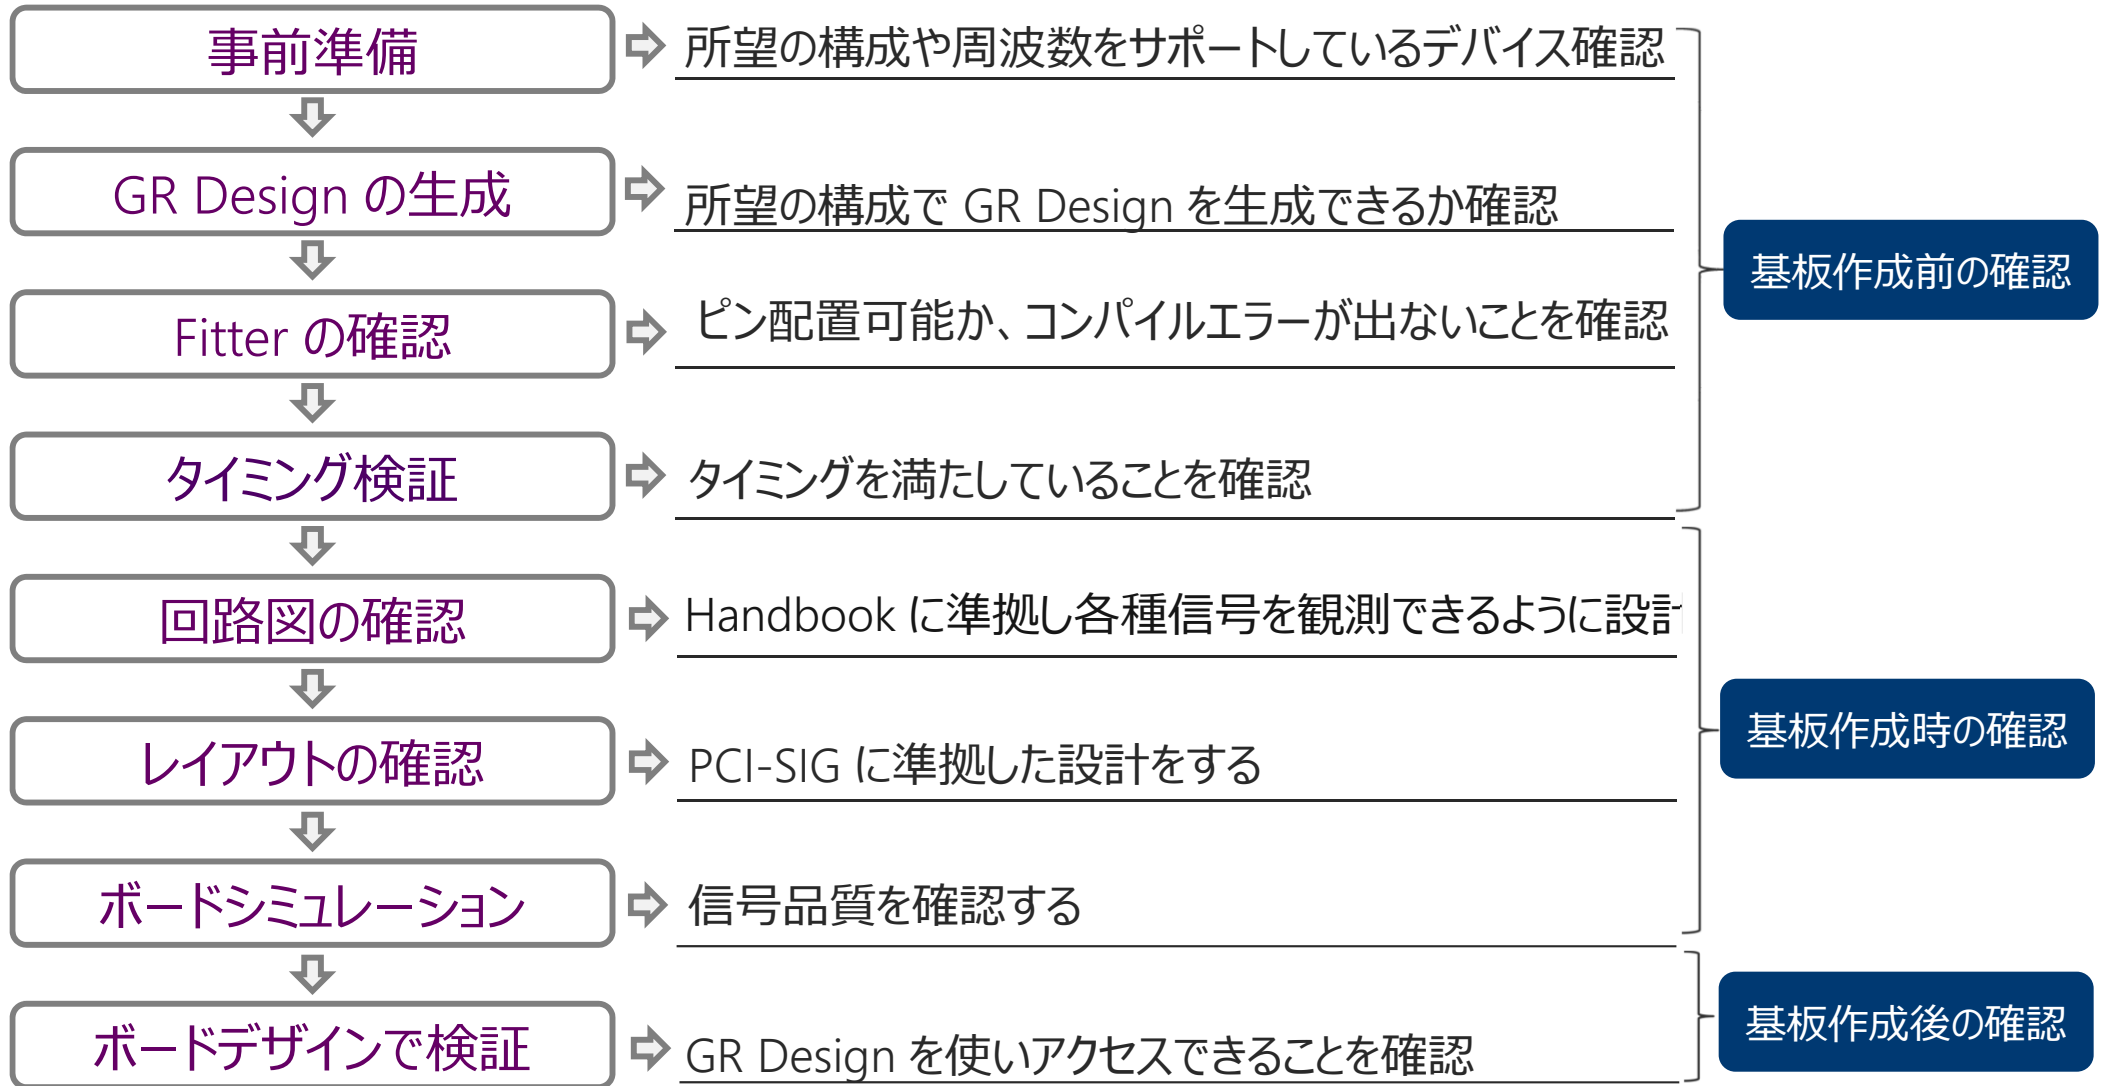 事前準備
所望の構成や周波数をサポートしているデバイス確認
GR Design の生成
所望の構成で GR Design を生成できるか確認
Fitter の確認
ピン配置可能か、コンパイルエラーが出ないことを確認
基板作成前の確認
タイミング検証
タイミングを満たしていることを確認
回路図の確認
Handbook に準拠し各種信号を観測できるように設計
レイアウトの確認
PCI-SIG に準拠した設計をする
基板作成時の確認
ボードシミュレーション
信号品質を確認する
ボードデザインで検証
GR Design を使いアクセスできることを確認
基板作成後の確認